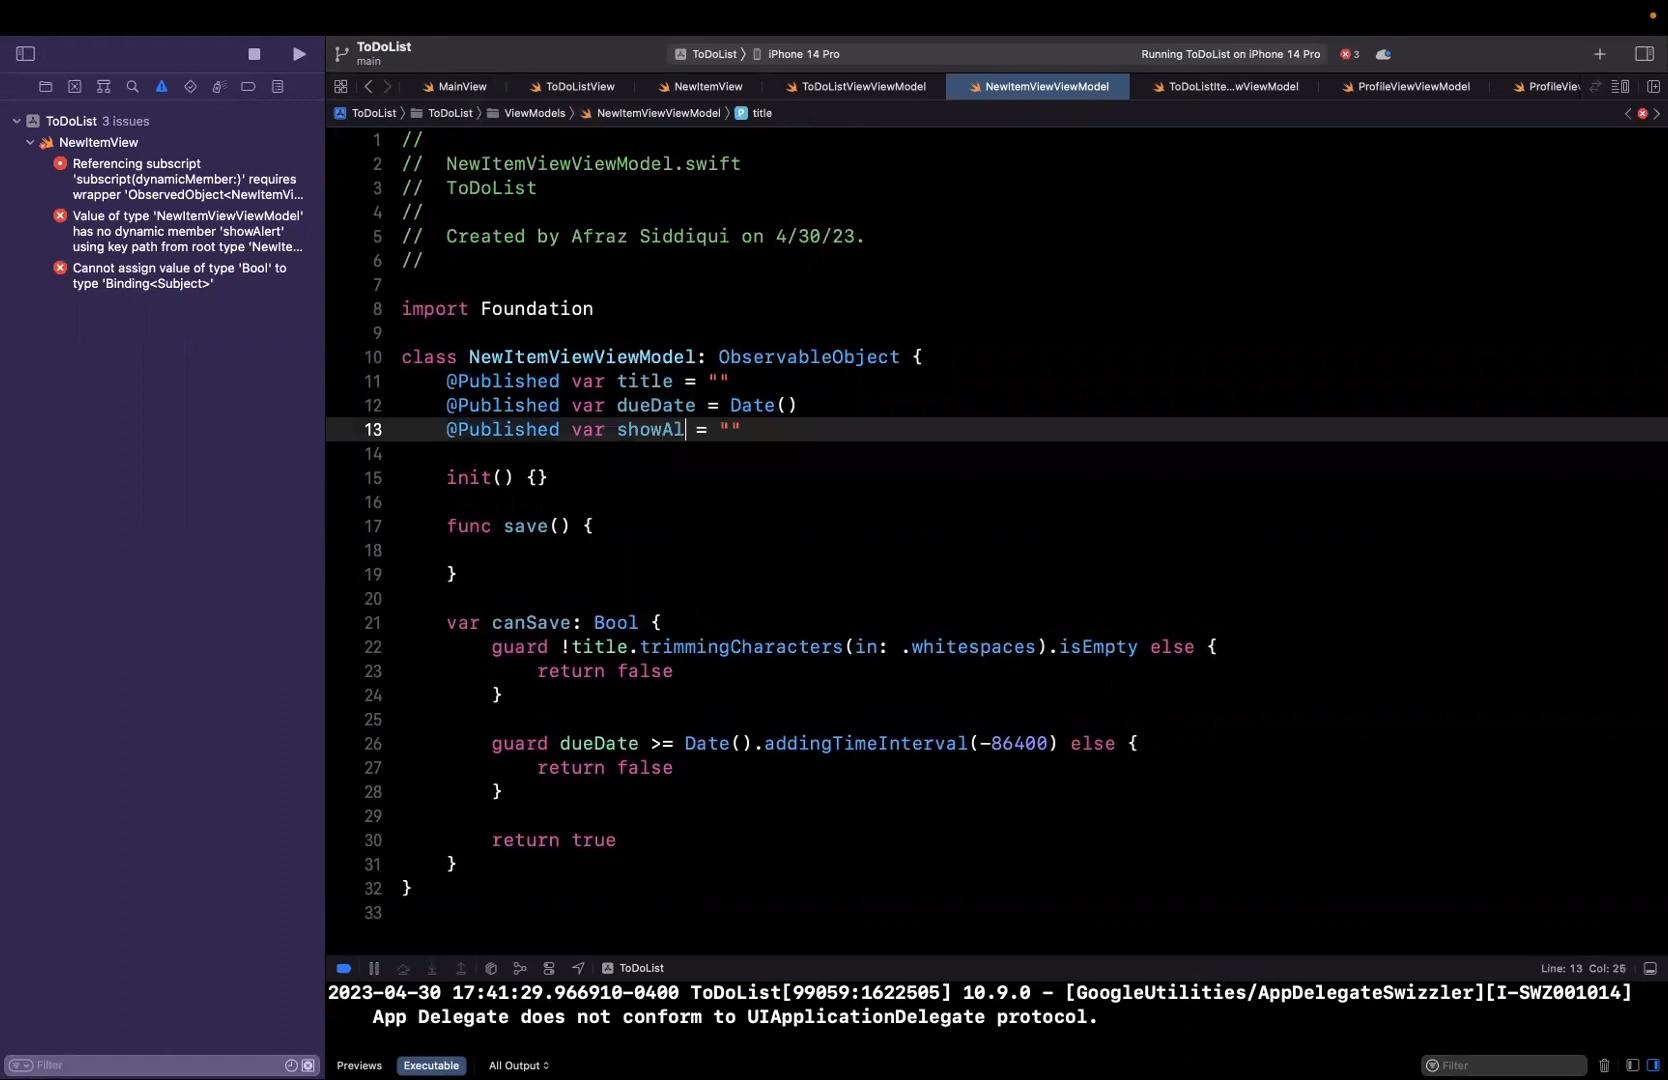 ToDoList
main
ToDoList
iPhone 14 Pro
Running ToDoList on iPhone 14 Pro
3
MainView
ToDoListView
NewItemView
ToDoListViewViewModel
NewItemViewViewModel
ToDoListIte...wViewModel
ProfileViewViewModel
ProfileViev
ToDoList 3 issues
NewItemView
Referencing subscript
'subscript(dynamicMember:)' requires
wrapper 'ObservedObject<NewItemVi...
Value of type 'NewItemViewViewModel'
has no dynamic member 'showAlert'
using key path from root type 'NewIte...
Cannot assign value of type 'Bool' to
type 'Binding<Subject>'
ToDoList
ToDoList
ViewModels
NewItemViewViewModel
P title
1 //
2 // NewItemViewViewModel.swift
3 // ToDoList
4 //
5 // Created by Afraz Siddiqui on 4/30/23.
6 //
7
8 import Foundation
9
10 class NewItemViewViewModel: ObservableObject {
11 @Published var title = ""
12 @Published var dueDate = Date()
13 @Published var showAl = ""
14
15 init() {}
16
17 func save() {
18
19 }
20
21 var canSave: Bool {
22 guard !title.trimmingCharacters(in: .whitespaces).isEmpty else {
23 return false
24 }
25
26 guard dueDate >= Date().addingTimeInterval(-86400) else {
27 return false
28 }
29
30 return true
31 }
32 }
33
ToDoList
Line: 13 Col: 25
2023-04-30 17:41:29.966910-0400 ToDoList[99059:1622505] 10.9.0 - [GoogleUtilities/AppDelegateSwizzler][I-SWZ001014]
App Delegate does not conform to UIApplicationDelegate protocol.
Filter
Previews
Executable
All Output
Filter